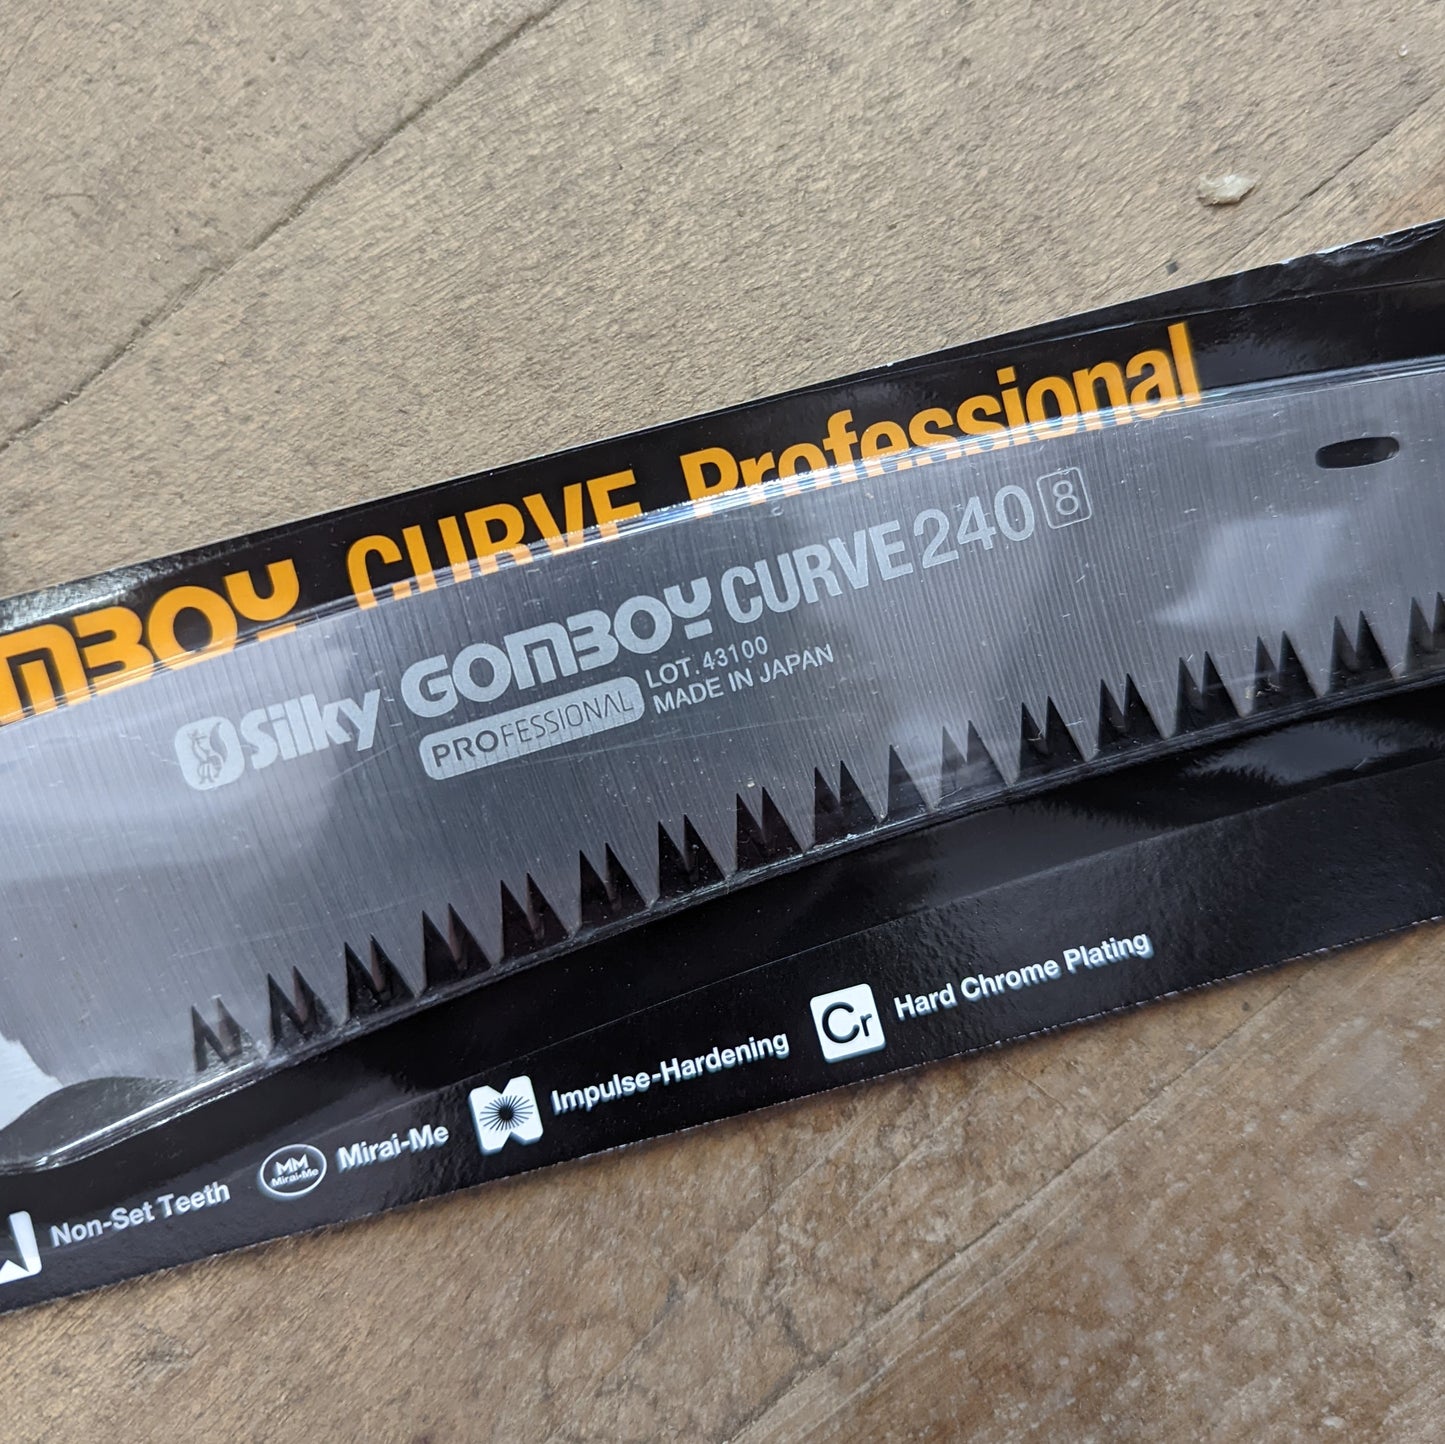 MBOY CURVE Professional
Silky GOMBOY CURVE 240 8
PROFESSIONAL
LOT. 43100
MADE IN JAPAN
Non-Set Teeth
MM
Mirai-Me
Mirai-Me
Impulse-Hardening
Cr
Hard Chrome Plating